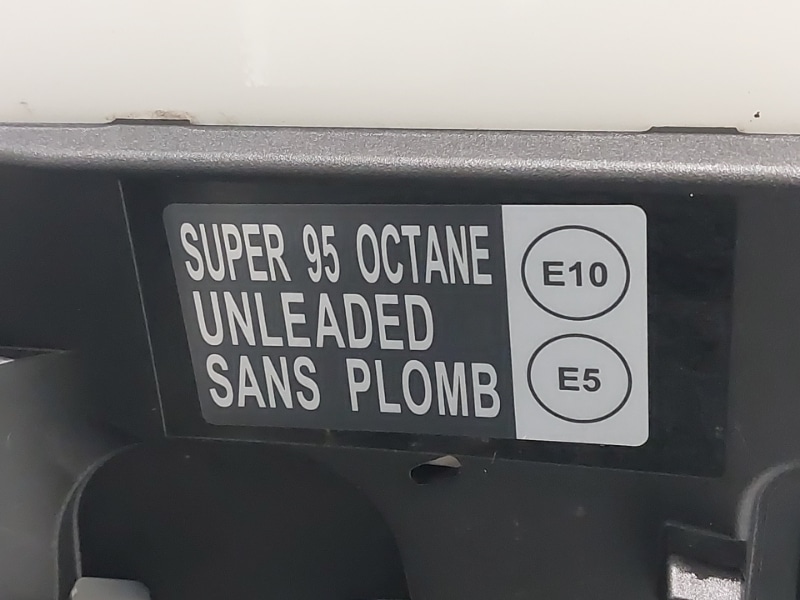 SUPER 95 OCTANE
UNLEADED
SANS PLOMB
E10
E5